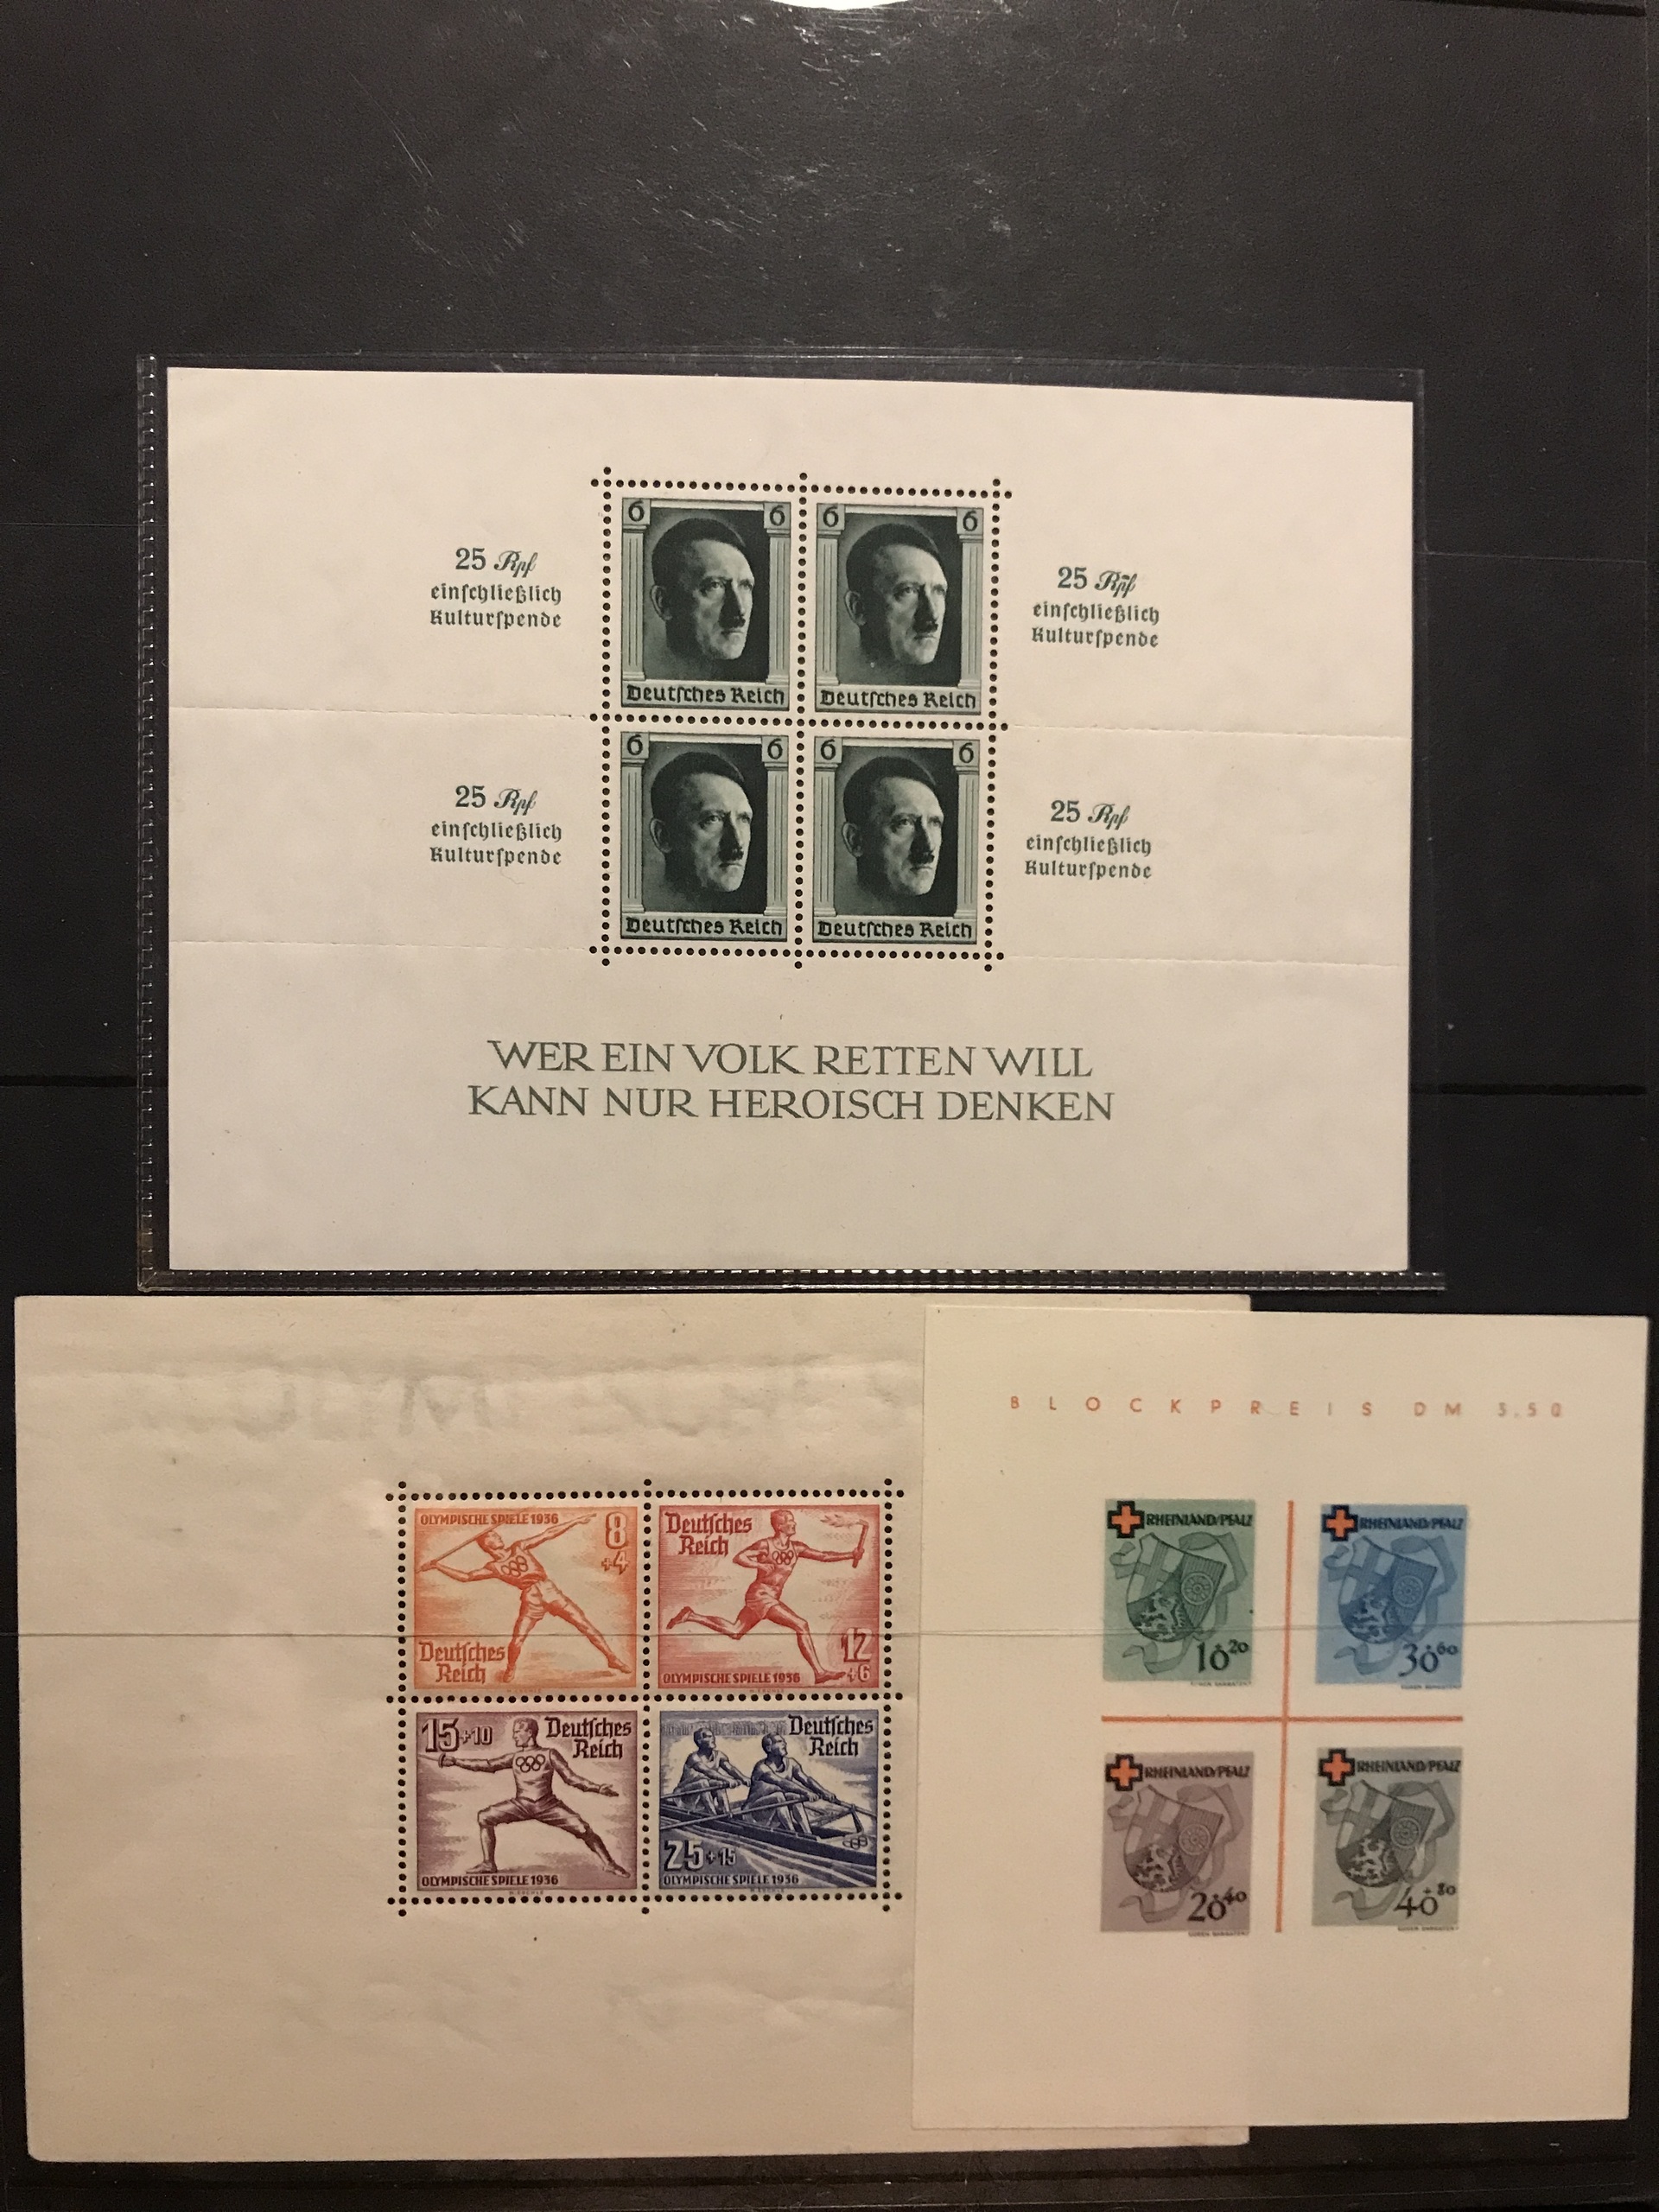 6 6
6 6
Deutſches Reich
Deutſches Reich
25 Rpf
einſchließlich
Kulturſpende
25 Rpf
einſchließlich
Kulturſpende
6 6
6 6
Deutſches Reich
Deutſches Reich
25 Rpf
einſchließlich
Kulturſpende
25 Rpf
einſchließlich
Kulturſpende
WER EIN VOLK RETTEN WILL
KANN NUR HEROISCH DENKEN
OLYMPISCHE SPIELE 1936
8
+4
Deutſches
Reich
Deutſches
Reich
12
+6
OLYMPISCHE SPIELE 1936
15+10
Deutſches
Reich
OLYMPISCHE SPIELE 1936
Deutſches
Reich
25+15
OLYMPISCHE SPIELE 1936
BLOCKPREIS DM 3.50
RHEINLAND/PFALZ
10+20
RHEINLAND/PFALZ
30+60
RHEINLAND/PFALZ
20+40
RHEINLAND/PFALZ
40+80